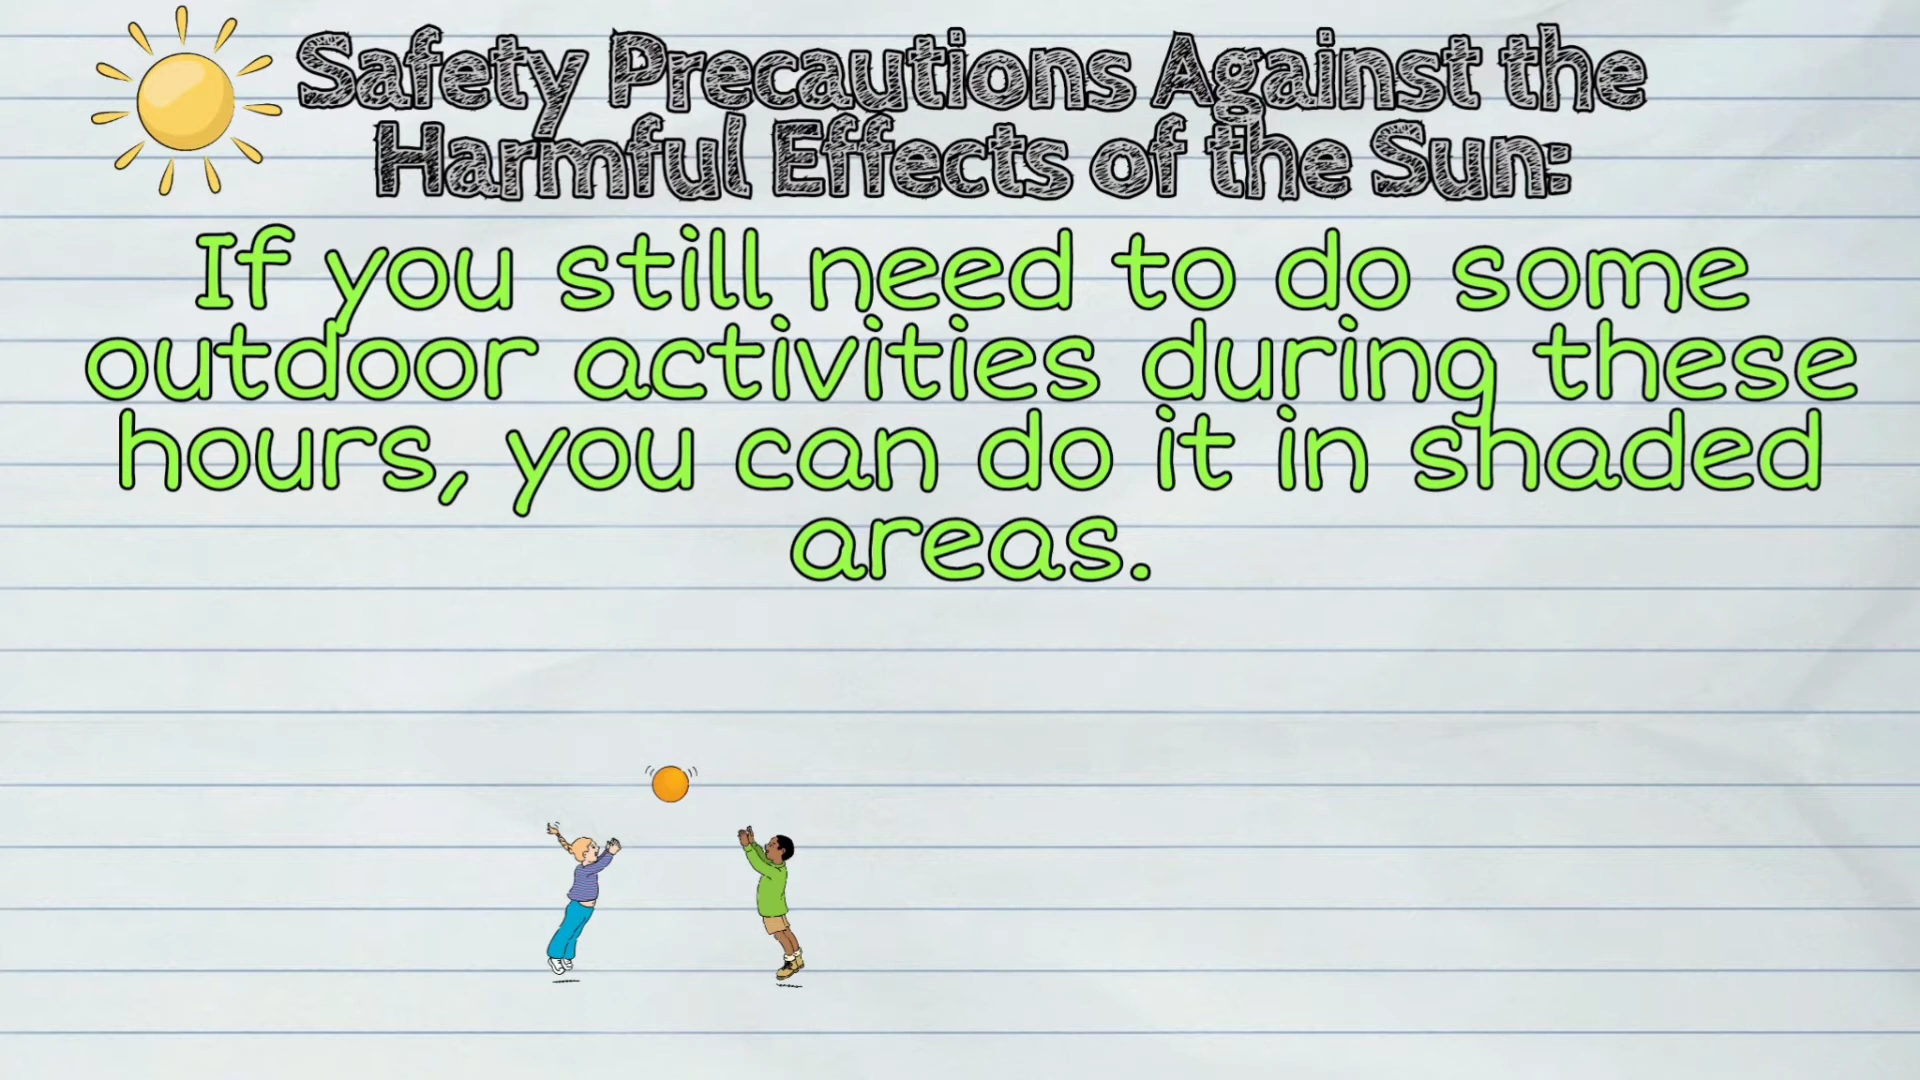 Safety Precautions Against the
Harmful Effects of the Sun:
If you still need to do some
outdoor activities during these
hours, you can do it in shaded
areas.